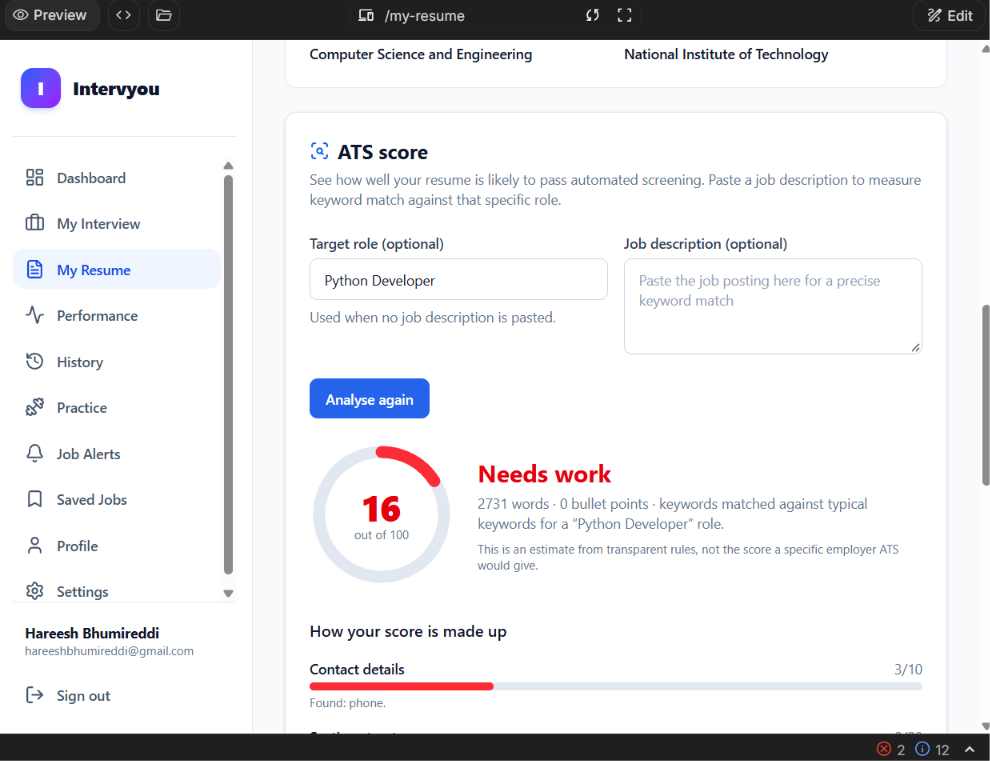 Preview
/my-resume
Edit
I
Intervyou
Dashboard
My Interview
My Resume
Performance
History
Practice
Job Alerts
Saved Jobs
Profile
Settings
Hareesh Bhumireddi
hareeshbhumireddi@gmail.com
Sign out
Computer Science and Engineering
National Institute of Technology
ATS score
See how well your resume is likely to pass automated screening. Paste a job description to measure
keyword match against that specific role.
Target role (optional)
Python Developer
Used when no job description is pasted.
Job description (optional)
Paste the job posting here for a precise
keyword match
Analyse again
16
out of 100
Needs work
2731 words · 0 bullet points · keywords matched against typical
keywords for a “Python Developer” role.
This is an estimate from transparent rules, not the score a specific employer ATS
would give.
How your score is made up
Contact details
3/10
Found: phone.
2
12